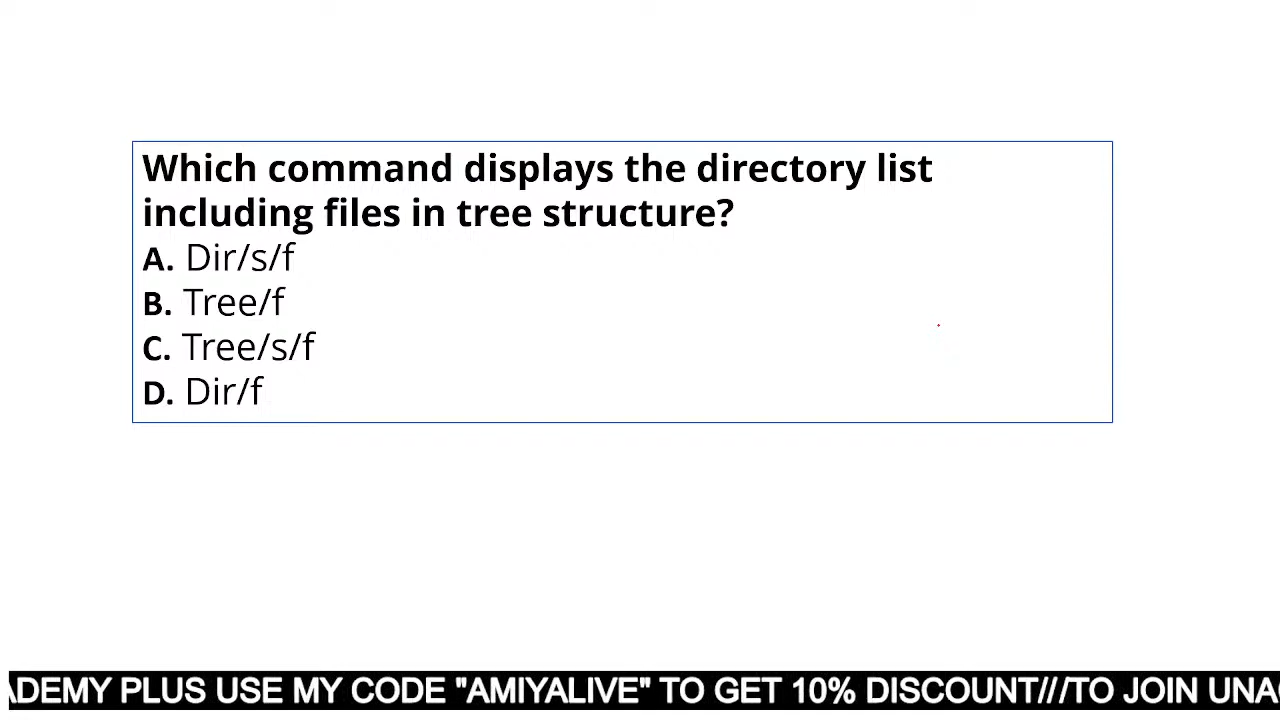 Which command displays the directory list
including files in tree structure?
A. Dir/s/f
B. Tree/f
C. Tree/s/f
D. Dir/f
ADEMY PLUS USE MY CODE "AMIYALIVE" TO GET 10% DISCOUNT///TO JOIN UNA